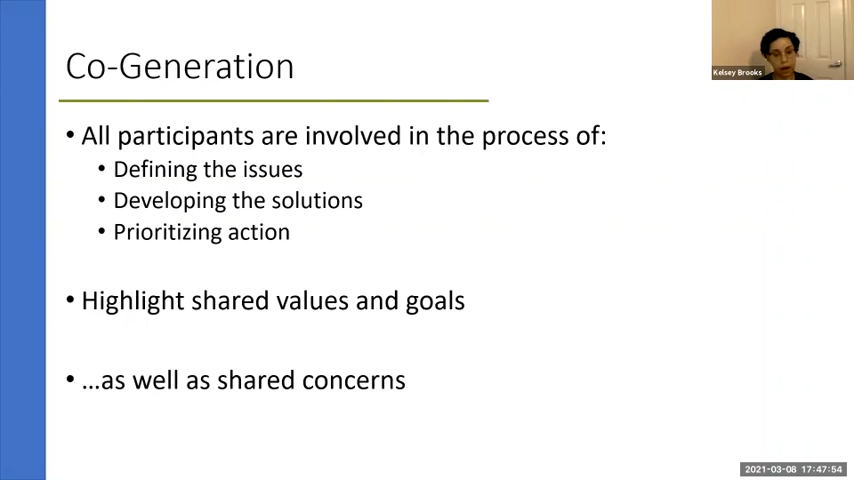 Co-Generation
Kelsey Brooks
• All participants are involved in the process of:
• Defining the issues
• Developing the solutions
• Prioritizing action
• Highlight shared values and goals
• ...as well as shared concerns
2021-03-08 17:47:54